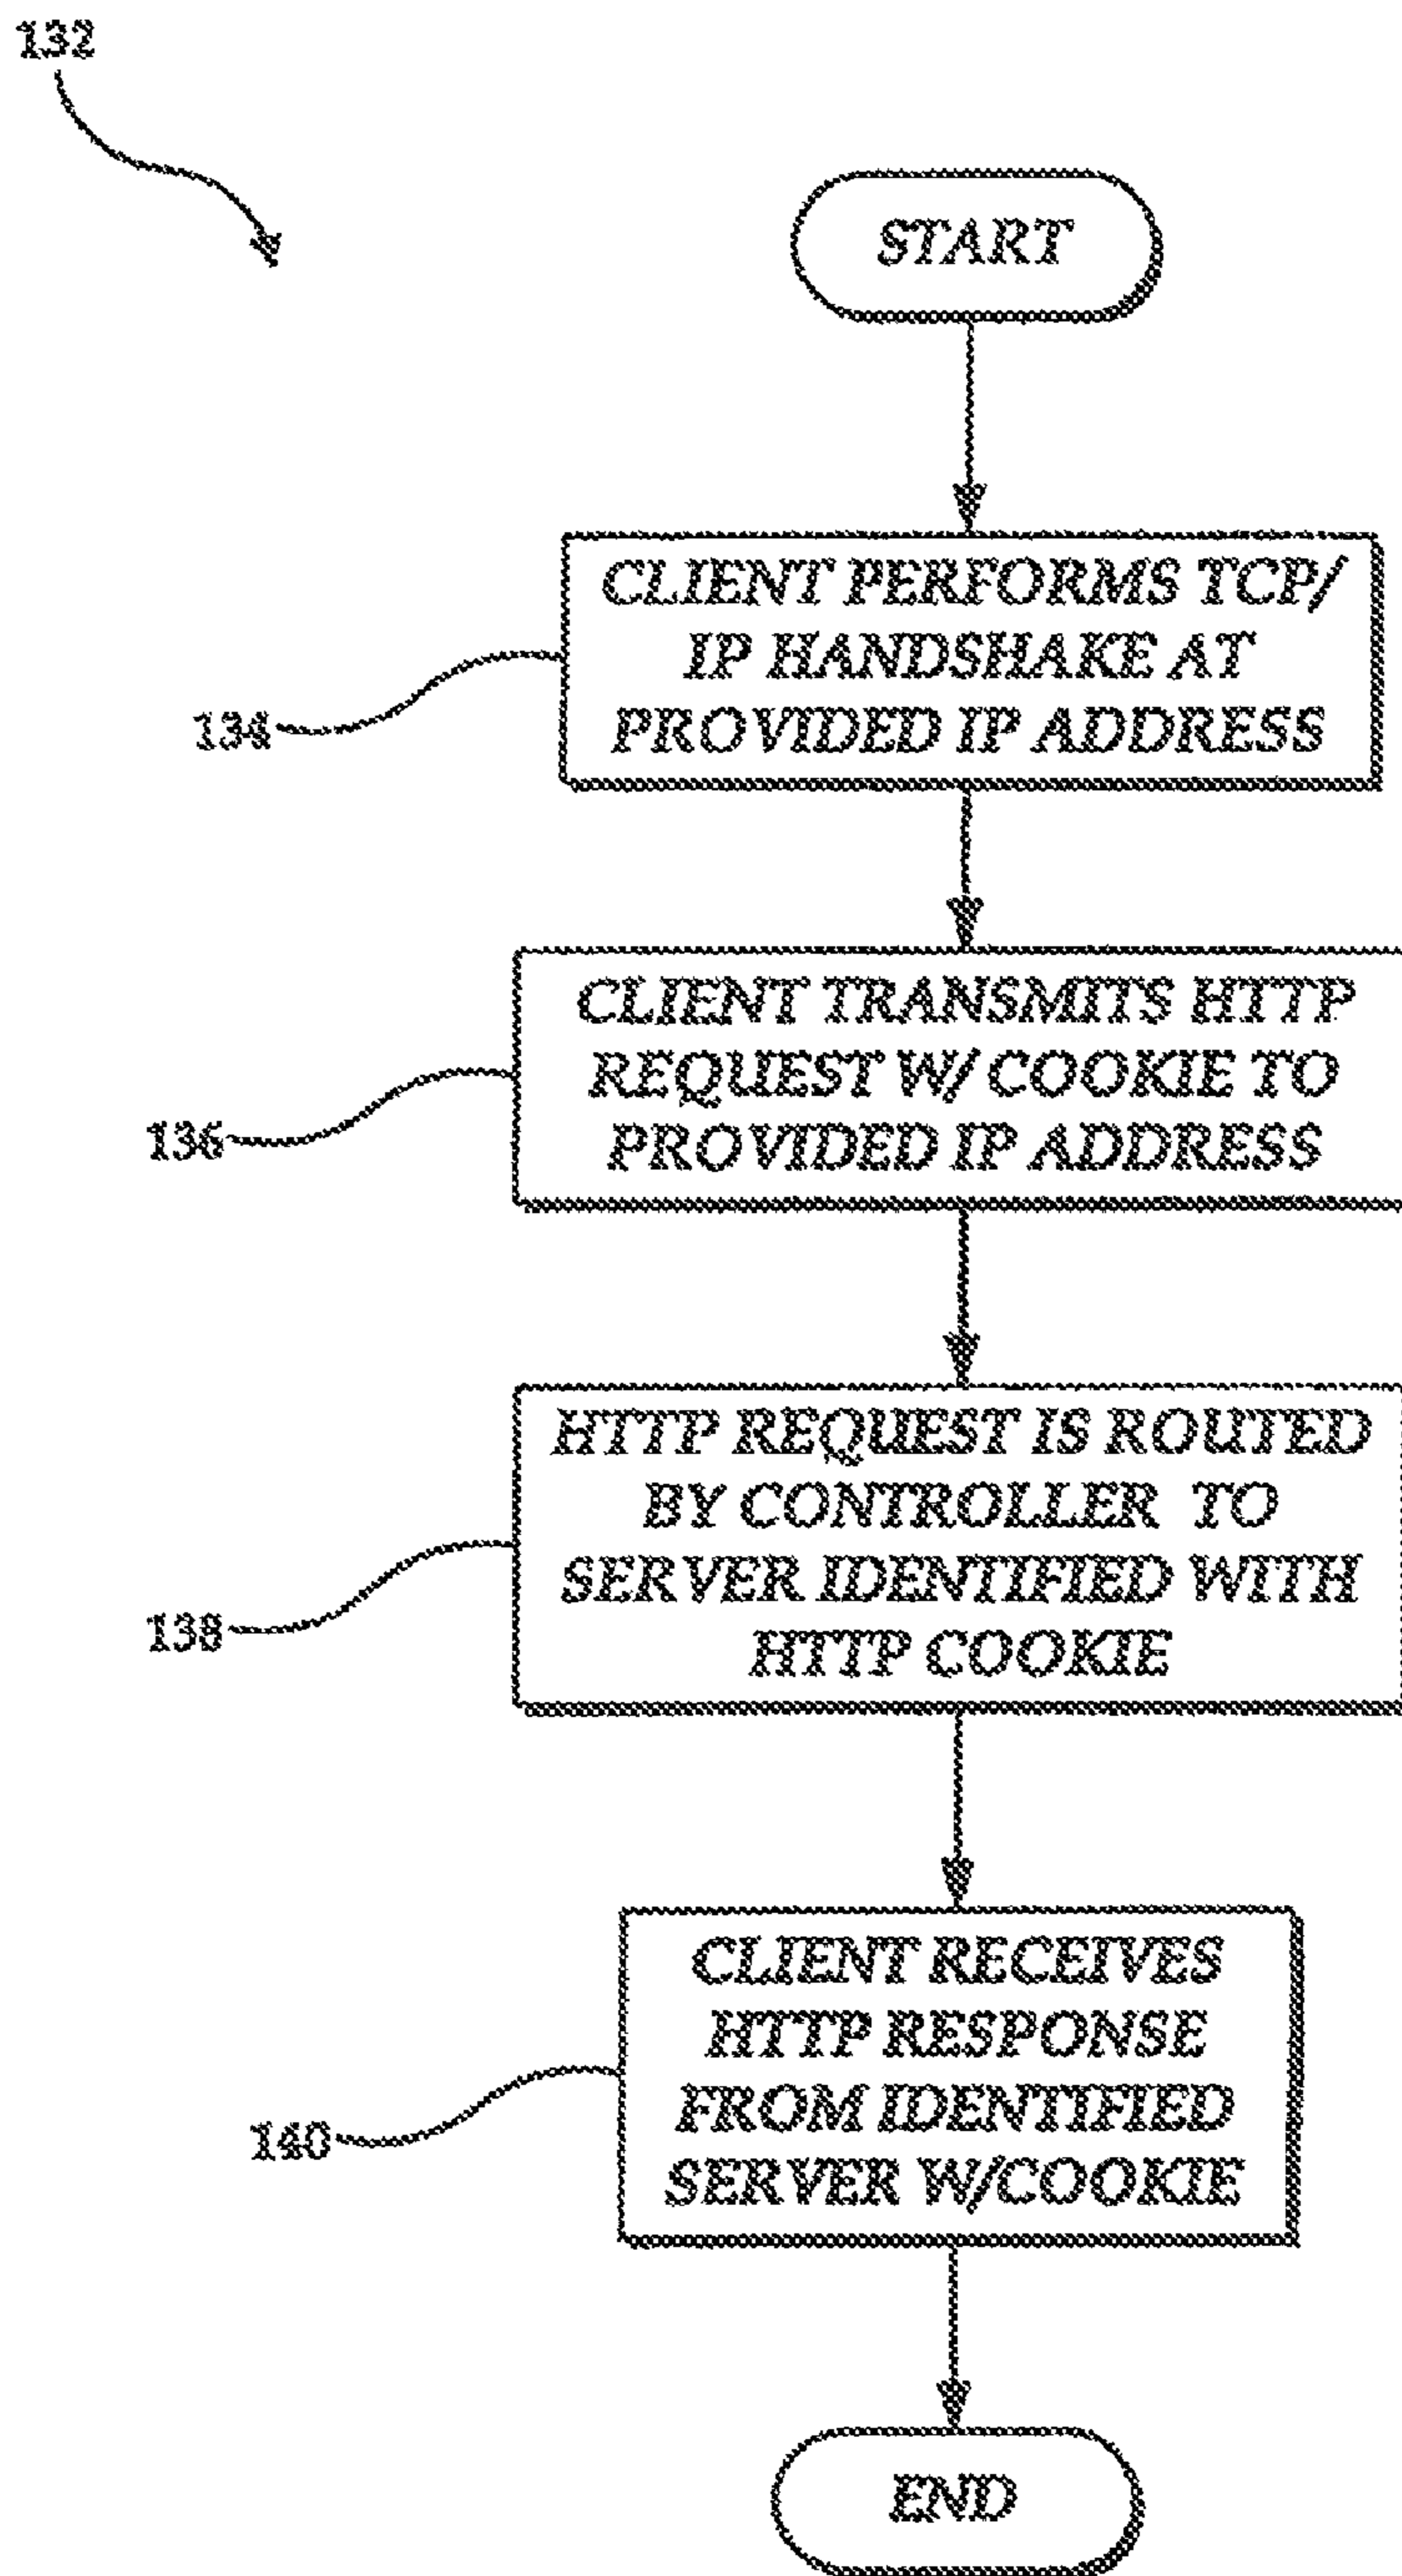 132
START
CLIENT PERFORMS TCP/
IP HANDSHAKE AT
PROVIDED IP ADDRESS
134
CLIENT TRANSMITS HTTP
REQUEST W/ COOKIE TO
PROVIDED IP ADDRESS
136
HTTP REQUEST IS ROUTED
BY CONTROLLER TO
SERVER IDENTIFIED WITH
HTTP COOKIE
138
CLIENT RECEIVES
HTTP RESPONSE
FROM IDENTIFIED
SERVER W/COOKIE
140
END